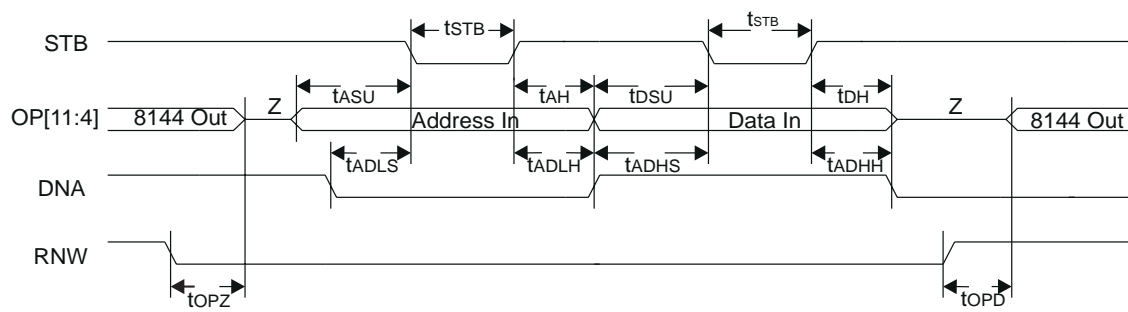 tSTB
tSTB
STB
tASU
tAH
tDSU
tDH
OP[11:4]
8144 Out
Z
Address In
Data In
Z
8144 Out
tADLS
tADLH
tADHS
tADHH
DNA
RNW
tOPZ
tOPD